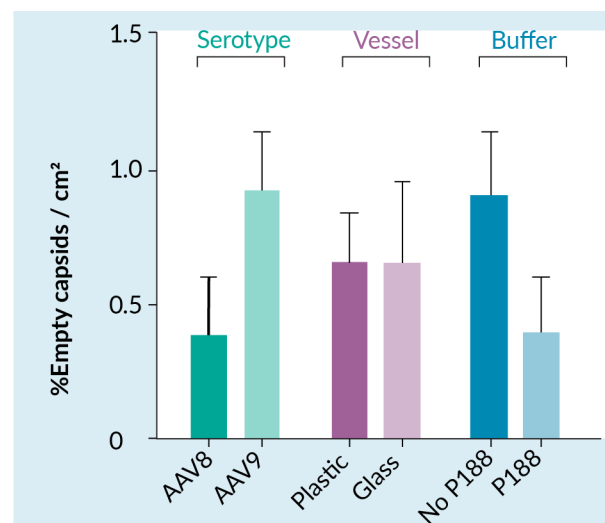 Serotype
Vessel
Buffer
%Empty capsids / cm²
1.5
1.0
0.5
0
AAV8
AAV9
Plastic
Glass
No P188
P188